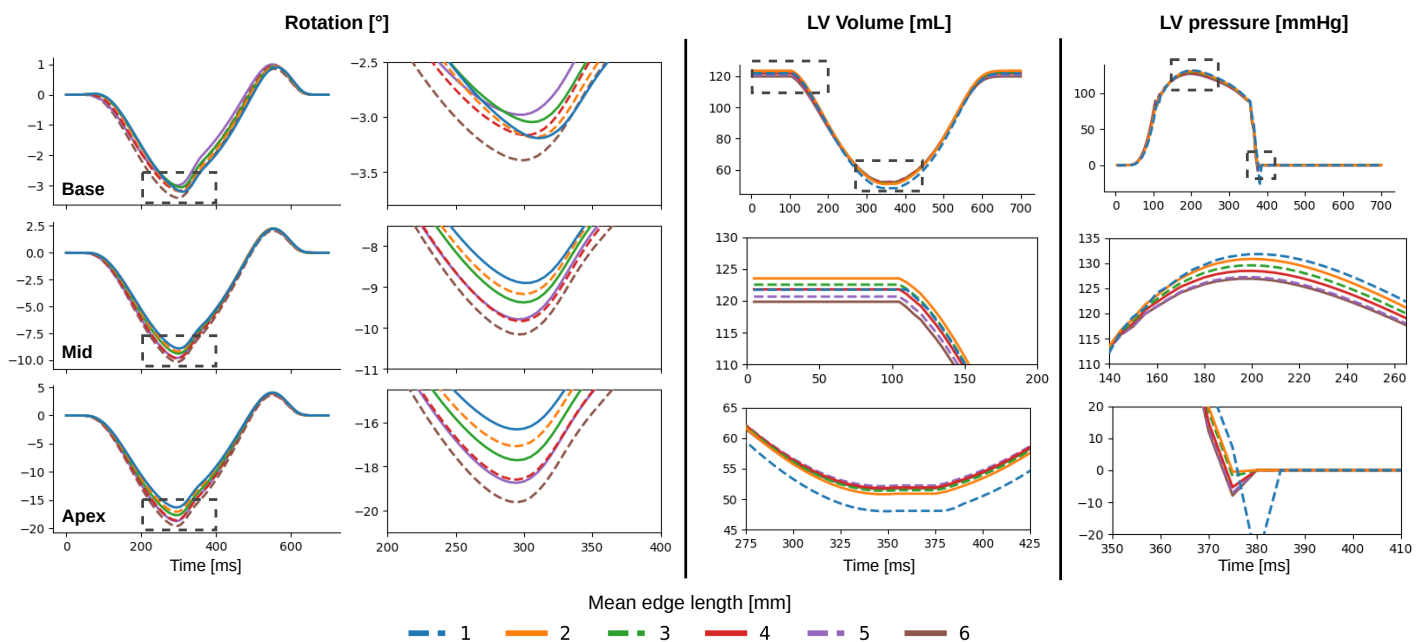 Rotation [°]
LV Volume [mL]
LV pressure [mmHg]
1
0
−1
−2
−3
Base
−2.5
−3.0
−3.5
120
100
80
60
0 100 200 300 400 500 600 700
100
50
0
0 100 200 300 400 500 600 700
2.5
0.0
−2.5
−5.0
−7.5
−10.0
Mid
−8
−9
−10
−11
130
125
120
115
110
0 50 100 150 200
135
130
125
120
115
110
140 160 180 200 220 240 260
5
0
−5
−10
−15
−20
Apex
0 200 400 600
Time [ms]
−16
−18
−20
200 250 300 350 400
65
60
55
50
45
275 300 325 350 375 400 425
Time [ms]
20
10
0
−10
−20
350 360 370 380 390 400 410
Time [ms]
Mean edge length [mm]
1 2 3 4 5 6